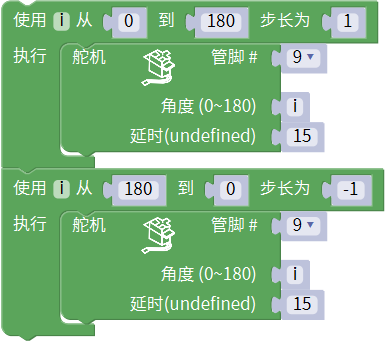 使用 i 从 0 到 180 步长为 1
执行 舵机 管脚 # 9
角度 (0~180) i
延时(undefined) 15
使用 i 从 180 到 0 步长为 -1
执行 舵机 管脚 # 9
角度 (0~180) i
延时(undefined) 15